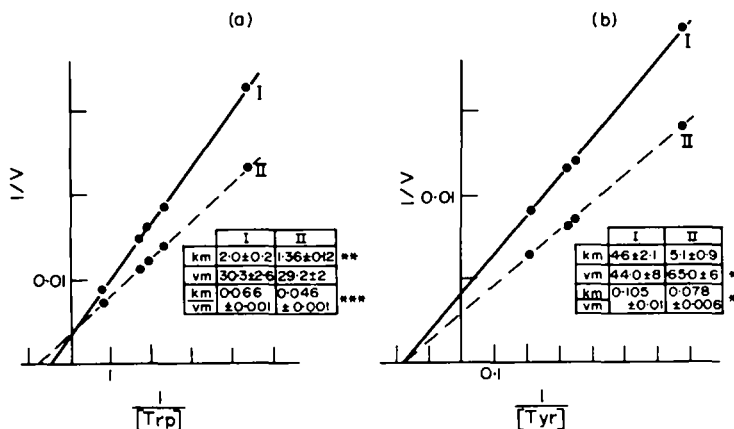 (a)
I
II
1/V
0·01
I II
km 2·0±0·2 1·36±0·12 **
vm 30·3±2·6 29·2±2
km/vm 0·066 ±0·001 0·046 ±0·001 ***
1
1/[Trp]
(b)
I
II
1/V
0·01
I II
km 4·6±2·1 5·1±0·9
vm 44·0±8 65·0±6 *
km/vm 0·105 ±0·01 0·078 ±0·006 *
0·1
1/[Tyr]